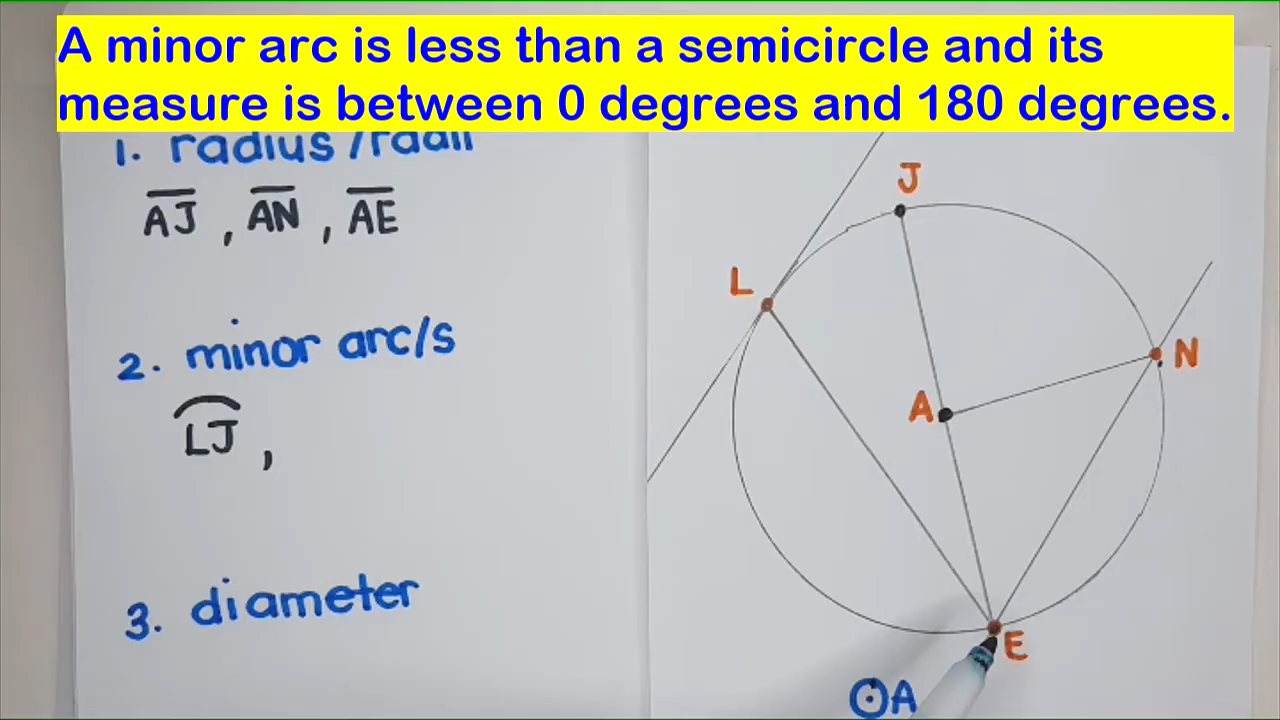 A minor arc is less than a semicircle and its
measure is between 0 degrees and 180 degrees.
1. radius/radii
AJ, AN, AE
2. minor arc/s
LJ,
3. diameter
J
L
N
A
E
⊙A